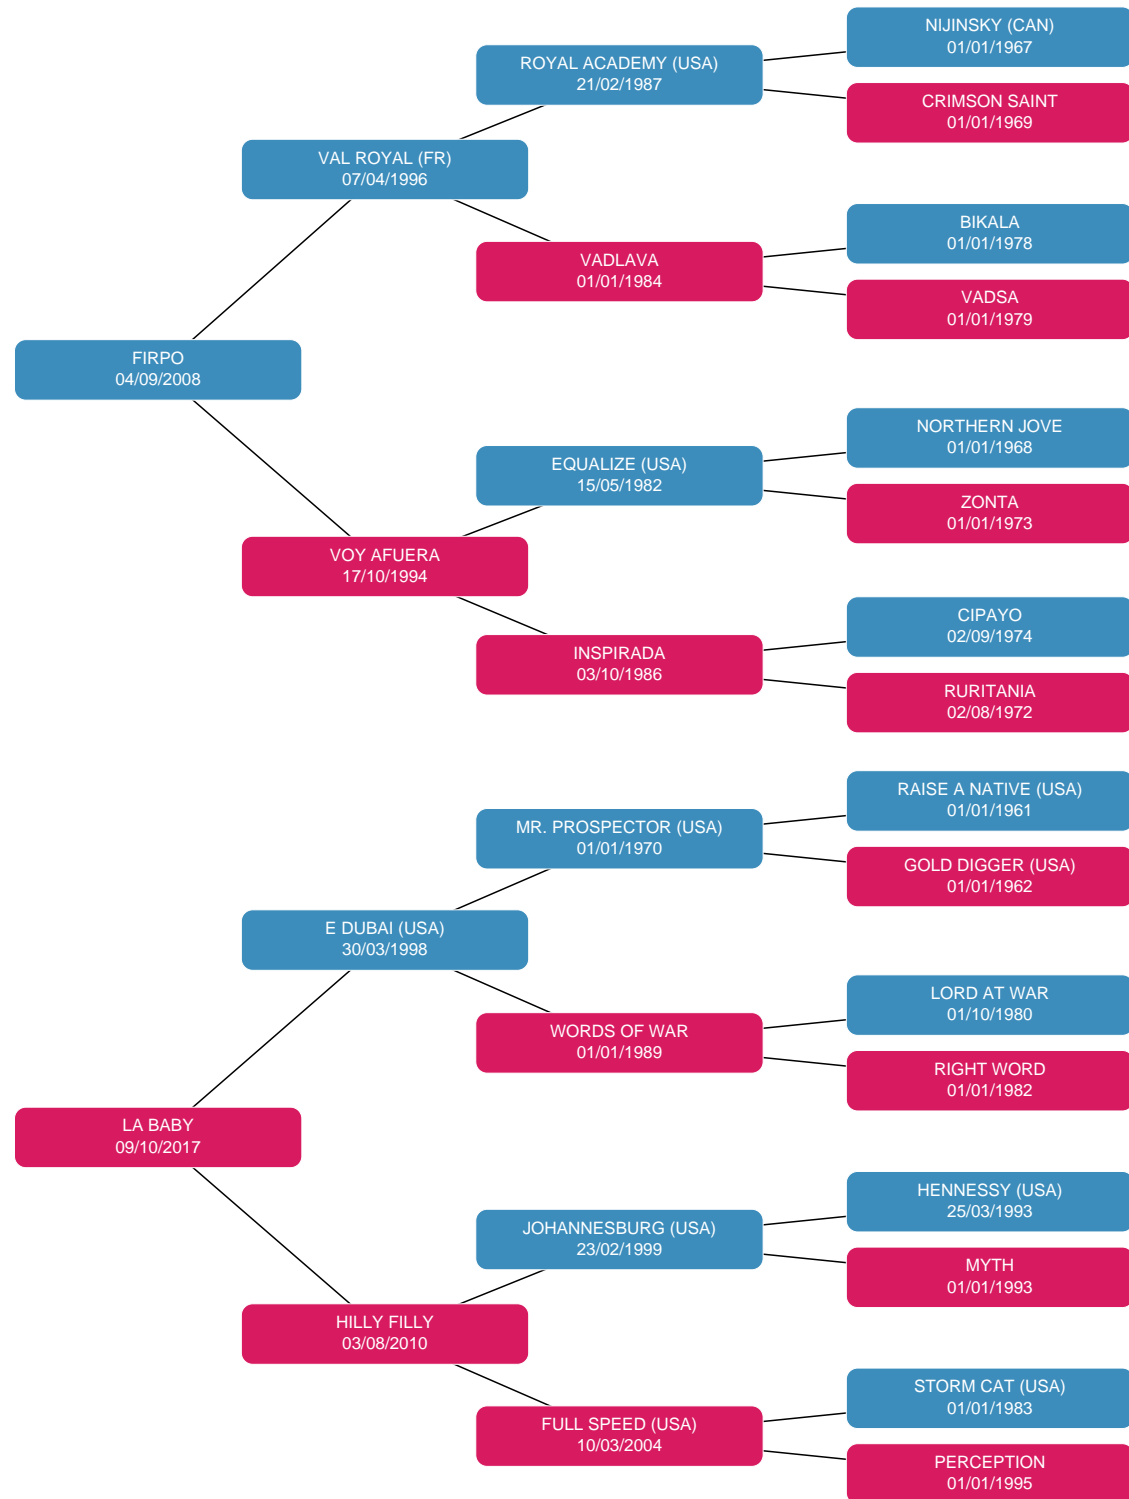 NIJINSKY (CAN)
01/01/1967
ROYAL ACADEMY (USA)
21/02/1987
CRIMSON SAINT
01/01/1969
VAL ROYAL (FR)
07/04/1996
BIKALA
01/01/1978
VADLAVA
01/01/1984
VADSA
01/01/1979
FIRPO
04/09/2008
NORTHERN JOVE
01/01/1968
EQUALIZE (USA)
15/05/1982
ZONTA
01/01/1973
VOY AFUERA
17/10/1994
CIPAYO
02/09/1974
INSPIRADA
03/10/1986
RURITANIA
02/08/1972
RAISE A NATIVE (USA)
01/01/1961
MR. PROSPECTOR (USA)
01/01/1970
GOLD DIGGER (USA)
01/01/1962
E DUBAI (USA)
30/03/1998
LORD AT WAR
01/10/1980
WORDS OF WAR
01/01/1989
RIGHT WORD
01/01/1982
LA BABY
09/10/2017
HENNESSY (USA)
25/03/1993
JOHANNESBURG (USA)
23/02/1999
MYTH
01/01/1993
HILLY FILLY
03/08/2010
STORM CAT (USA)
01/01/1983
FULL SPEED (USA)
10/03/2004
PERCEPTION
01/01/1995